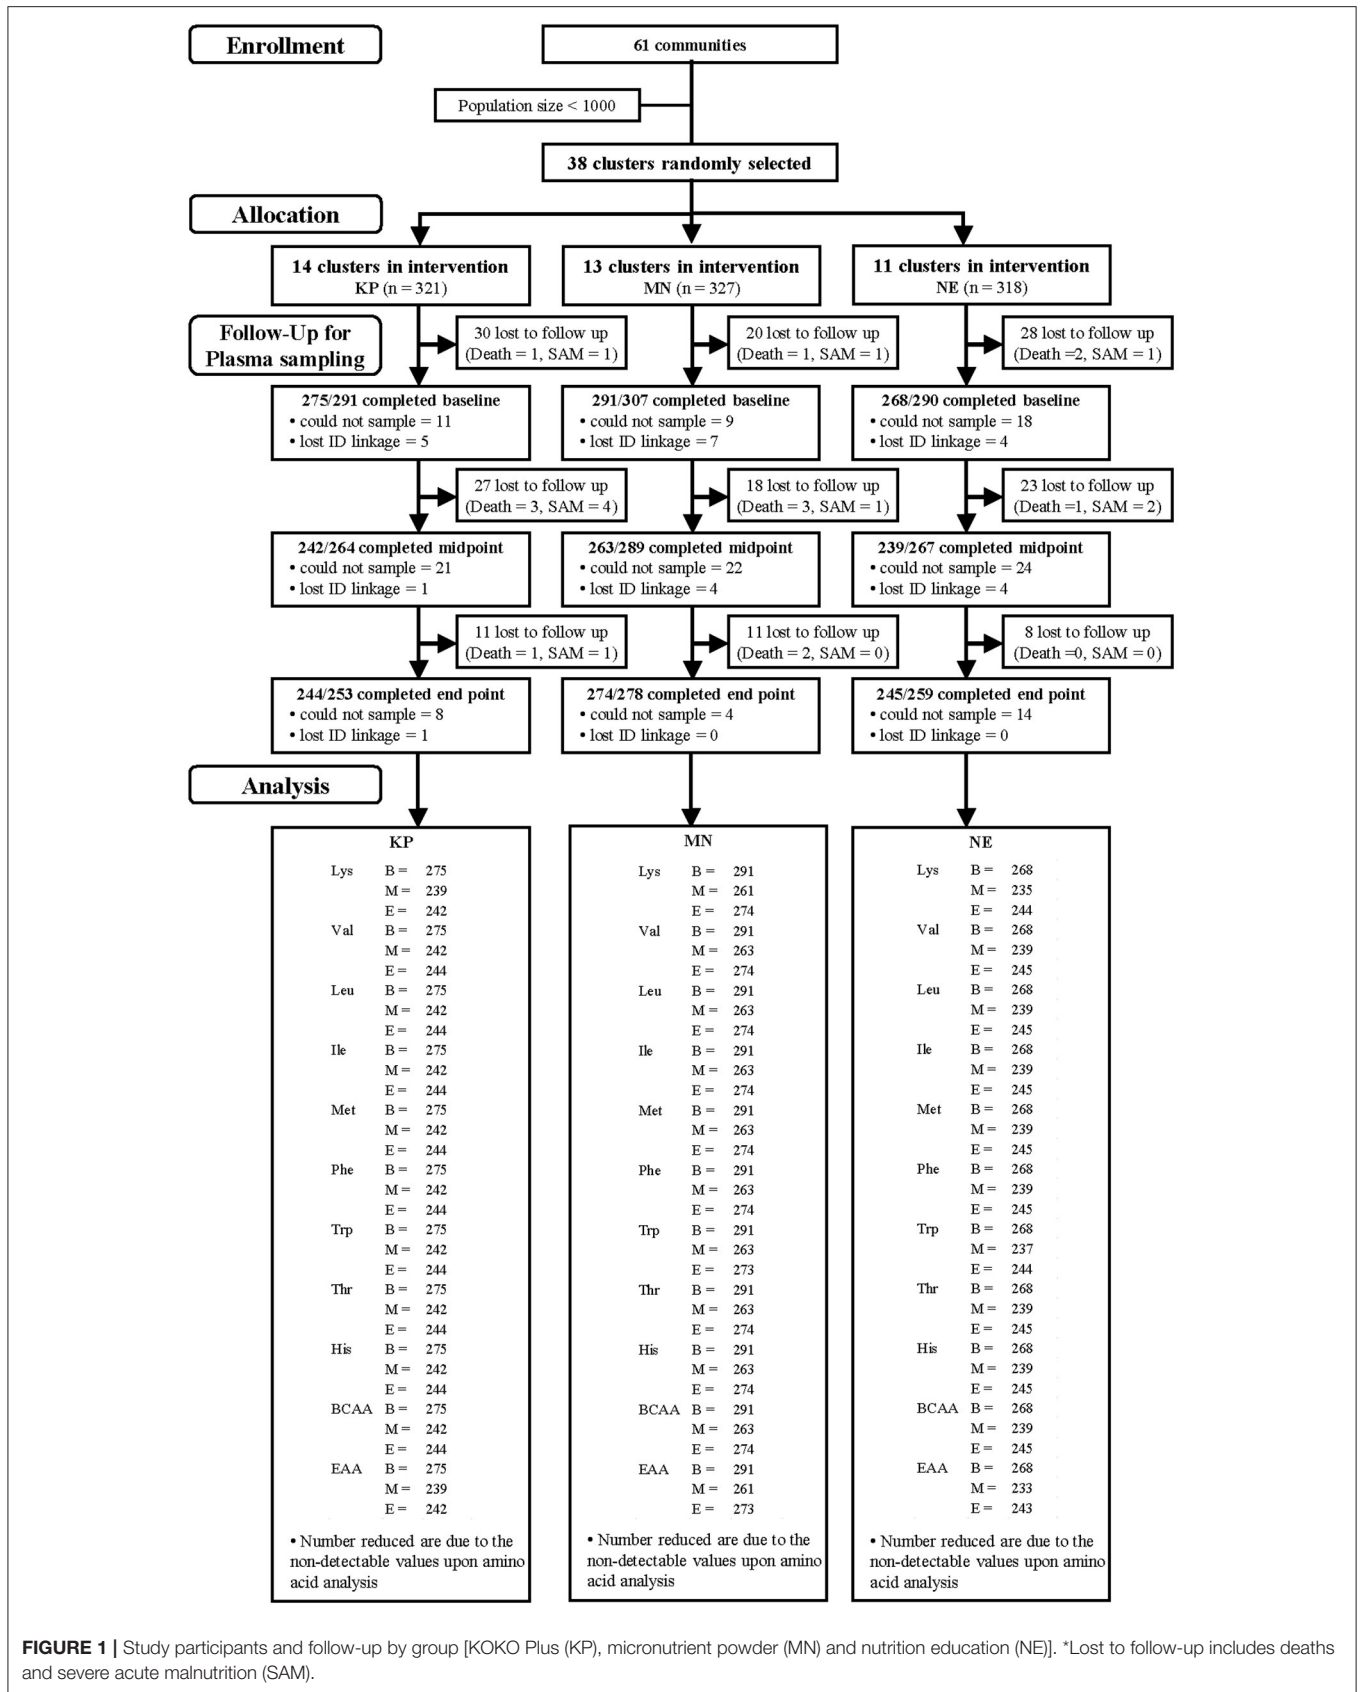 Enrollment
61 communities
Population size < 1000
38 clusters randomly selected
Allocation
14 clusters in intervention
KP (n = 321)
13 clusters in intervention
MN (n = 327)
11 clusters in intervention
NE (n = 318)
Follow-Up for
Plasma sampling
30 lost to follow up
(Death = 1, SAM = 1)
20 lost to follow up
(Death = 1, SAM = 1)
28 lost to follow up
(Death =2, SAM = 1)
275/291 completed baseline
• could not sample = 11
• lost ID linkage = 5
291/307 completed baseline
• could not sample = 9
• lost ID linkage = 7
268/290 completed baseline
• could not sample = 18
• lost ID linkage = 4
27 lost to follow up
(Death = 3, SAM = 4)
18 lost to follow up
(Death = 3, SAM = 1)
23 lost to follow up
(Death =1, SAM = 2)
242/264 completed midpoint
• could not sample = 21
• lost ID linkage = 1
263/289 completed midpoint
• could not sample = 22
• lost ID linkage = 4
239/267 completed midpoint
• could not sample = 24
• lost ID linkage = 4
11 lost to follow up
(Death = 1, SAM = 1)
11 lost to follow up
(Death = 2, SAM = 0)
8 lost to follow up
(Death =0, SAM = 0)
244/253 completed end point
• could not sample = 8
• lost ID linkage = 1
274/278 completed end point
• could not sample = 4
• lost ID linkage = 0
245/259 completed end point
• could not sample = 14
• lost ID linkage = 0
Analysis
KP
Lys B = 275
M = 239
E = 242
Val B = 275
M = 242
E = 244
Leu B = 275
M = 242
E = 244
Ile B = 275
M = 242
E = 244
Met B = 275
M = 242
E = 244
Phe B = 275
M = 242
E = 244
Trp B = 275
M = 242
E = 244
Thr B = 275
M = 242
E = 244
His B = 275
M = 242
E = 244
BCAA B = 275
M = 242
E = 244
EAA B = 275
M = 239
E = 242
• Number reduced are due to the
non-detectable values upon amino
acid analysis
MN
Lys B = 291
M = 261
E = 274
Val B = 291
M = 263
E = 274
Leu B = 291
M = 263
E = 274
Ile B = 291
M = 263
E = 274
Met B = 291
M = 263
E = 274
Phe B = 291
M = 263
E = 274
Trp B = 291
M = 263
E = 273
Thr B = 291
M = 263
E = 274
His B = 291
M = 263
E = 274
BCAA B = 291
M = 263
E = 274
EAA B = 291
M = 261
E = 273
• Number reduced are due to the
non-detectable values upon amino
acid analysis
NE
Lys B = 268
M = 235
E = 244
Val B = 268
M = 239
E = 245
Leu B = 268
M = 239
E = 245
Ile B = 268
M = 239
E = 245
Met B = 268
M = 239
E = 245
Phe B = 268
M = 239
E = 245
Trp B = 268
M = 237
E = 244
Thr B = 268
M = 239
E = 245
His B = 268
M = 239
E = 245
BCAA B = 268
M = 239
E = 245
EAA B = 268
M = 233
E = 243
• Number reduced are due to the
non-detectable values upon amino
acid analysis
FIGURE 1 | Study participants and follow-up by group [KOKO Plus (KP), micronutrient powder (MN) and nutrition education (NE)]. *Lost to follow-up includes deaths
and severe acute malnutrition (SAM).